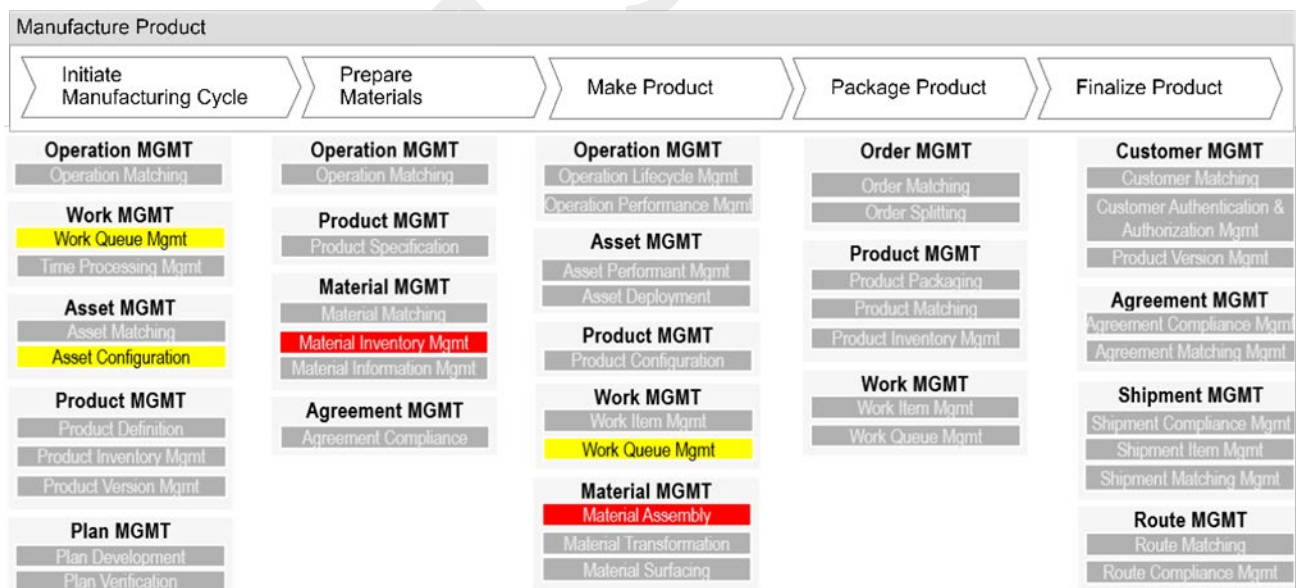 Manufacture Product
Initiate
Manufacturing Cycle
Prepare
Materials
Make Product
Package Product
Finalize Product
Operation MGMT
Operation Matching
Work MGMT
Work Queue Mgmt
Time Processing Mgmt
Asset MGMT
Asset Matching
Asset Configuration
Product MGMT
Product Definition
Product Inventory Mgmt
Product Version Mgmt
Plan MGMT
Plan Development
Plan Verification
Operation MGMT
Operation Matching
Product MGMT
Product Specification
Material MGMT
Material Matching
Material Inventory Mgmt
Material Information Mgmt
Agreement MGMT
Agreement Compliance
Operation MGMT
Operation Lifecycle Mgmt
Operation Performance Mgmt
Asset MGMT
Asset Performant Mgmt
Asset Deployment
Product MGMT
Product Configuration
Work MGMT
Work Item Mgmt
Work Queue Mgmt
Material MGMT
Material Assembly
Material Transformation
Material Surfacing
Order MGMT
Order Matching
Order Splitting
Product MGMT
Product Packaging
Product Matching
Product Inventory Mgmt
Work MGMT
Work Item Mgmt
Work Queue Mgmt
Customer MGMT
Customer Matching
Customer Authentication &
Authorization Mgmt
Product Version Mgmt
Agreement MGMT
Agreement Compliance Mgmt
Agreement Matching Mgmt
Shipment MGMT
Shipment Compliance Mgmt
Shipment Item Mgmt
Shipment Matching Mgmt
Route MGMT
Route Matching
Route Compliance Mgmt